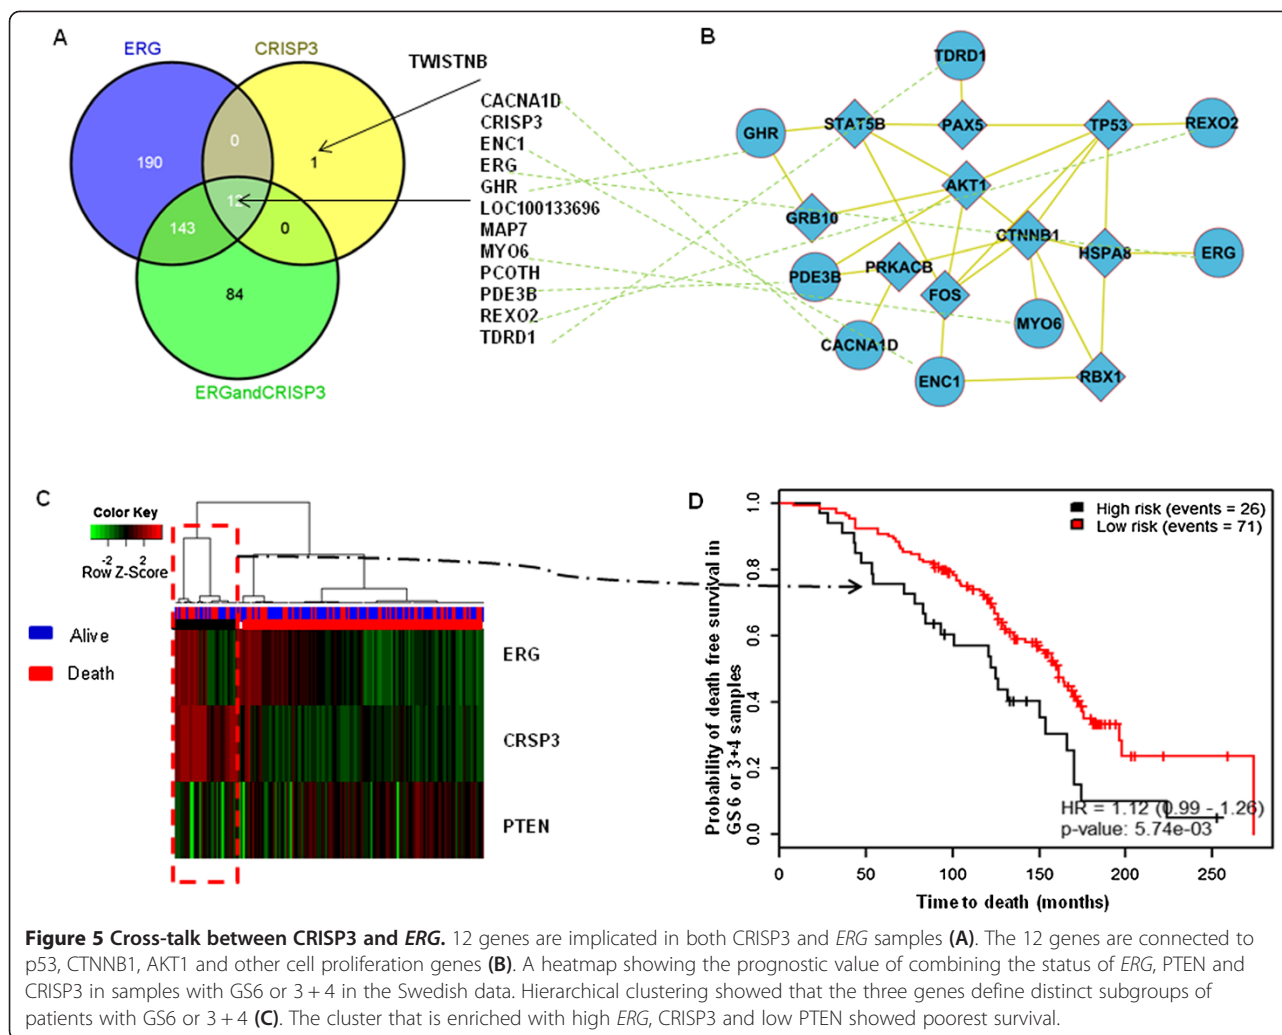 A
ERG
CRISP3
TWISTNB
0
190
1
143
0
84
ERGandCRISP3
CACNA1D
CRISP3
ENC1
ERG
GHR
LOC100133696
MAP7
MYO6
PCOTH
PDE3B
REXO2
TDRD1
B
TDRD1
GHR
STAT5B
PAX5
TP53
REXO2
AKT1
GRB10
CTNNB1
HSPA8
ERG
PDE3B
PRKACB
FOS
MYO6
CACNA1D
ENC1
RBX1
C
Color Key
-2 2
Row Z-Score
Alive
Death
ERG
CRSP3
PTEN
D
High risk (events = 26)
Low risk (events = 71)
Probability of death free survival in
GS 6 or 3+4 samples
1.0
0.8
0.6
0.4
0.2
0.0
HR = 1.12 (0.99 - 1.26)
p-value: 5.74e-03
0 50 100 150 200 250
Time to death (months)
Figure 5 Cross-talk between CRISP3 and ERG. 12 genes are implicated in both CRISP3 and ERG samples (A). The 12 genes are connected to
p53, CTNNB1, AKT1 and other cell proliferation genes (B). A heatmap showing the prognostic value of combining the status of ERG, PTEN and
CRISP3 in samples with GS6 or 3 + 4 in the Swedish data. Hierarchical clustering showed that the three genes define distinct subgroups of
patients with GS6 or 3 + 4 (C). The cluster that is enriched with high ERG, CRISP3 and low PTEN showed poorest survival.